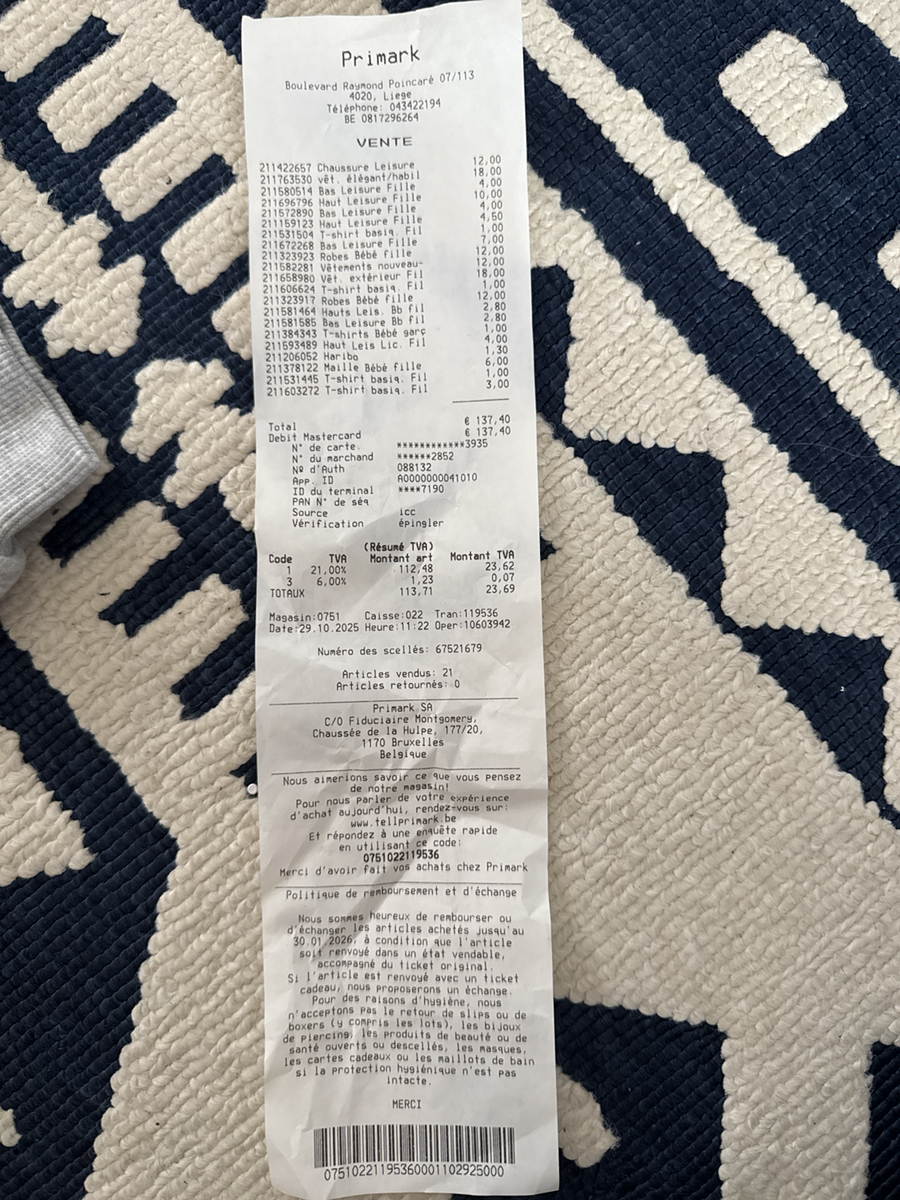 Primark
Boulevard Raymond Poincaré 07/113
4020, Liege
Téléphone: 043422194
BE 0817296264
VENTE
211422657 Chaussure Leisure 12,00
211763530 vêt. élégant/habil 18,00
211580514 Bas Leisure Fille 4,00
211696796 Haut Leisure Fille 10,00
211672890 Bas Leisure Fille 4,00
211159123 Haut Leisure Fille 4,50
211531504 T-shirt basiq. Fil 1,00
211672268 Bas Leisure Fille 7,00
211323923 Robes Bébé fille 12,00
211582281 Vêtements nouveau- 12,00
211658980 Vêt. extérieur Fil 18,00
211606624 T-shirt basiq. Fil 1,00
211323917 Robes Bébé fille 12,00
211581464 Hauts Leis. Bb fil 2,80
211581585 Bas Leisure Bb fil 2,80
211384343 T-shirts Bébé garç 1,00
211593489 Haut Leis Lic. Fil 4,00
211206052 Haribo 1,30
211378122 Maille Bébé fille 6,00
211531445 T-shirt basiq. Fil 1,00
211603272 T-shirt basiq. Fil 3,00
Total € 137,40
Debit Mastercard € 137,40
N° de carte. ************3935
N° du marchand ******2852
Nº d'Auth 088132
App. ID A0000000041010
ID du terminal ****7190
PAN N° de séq
Source icc
Vérification épingler
(Résumé TVA)
Code TVA Montant art Montant TVA
1 21,00% 112,48 23,62
3 6,00% 1,23 0,07
TOTAUX 113,71 23,69
Magasin:0751 Caisse:022 Tran:119536
Date:29.10.2025 Heure:11:22 Oper:10603942
Numéro des scellés: 67521679
Articles vendus: 21
Articles retournés: 0
Primark SA
C/O Fiduciaire Montgomery,
Chaussée de la Hulpe, 177/20,
1170 Bruxelles
Belgique
Nous aimerions savoir ce que vous pensez
de notre magasin!
Pour nous parler de votre expérience
d'achat aujourd'hui, rendez-vous sur:
www.tellprimark.be
Et répondez à une enquête rapide
en utilisant ce code:
0751022119536
Merci d'avoir fait vos achats chez Primark
Politique de remboursement et d'échange
Nous sommes heureux de rembourser ou
d'échanger les articles achetés jusqu'au
30.01.2026, à condition que l'article
soit renvoyé dans un état vendable,
accompagné du ticket original.
Si l'article est renvoyé avec un ticket
cadeau, nous proposerons un échange.
Pour des raisons d'hygiène, nous
n'acceptons pas le retour de slips ou de
boxers (y compris les lots), les bijoux
de piercing, les produits de beauté ou de
santé ouverts ou descellés, les masques,
les cartes cadeaux ou les maillots de bain
si la protection hygiénique n'est pas
intacte.
MERCI
07510221195360001102925000